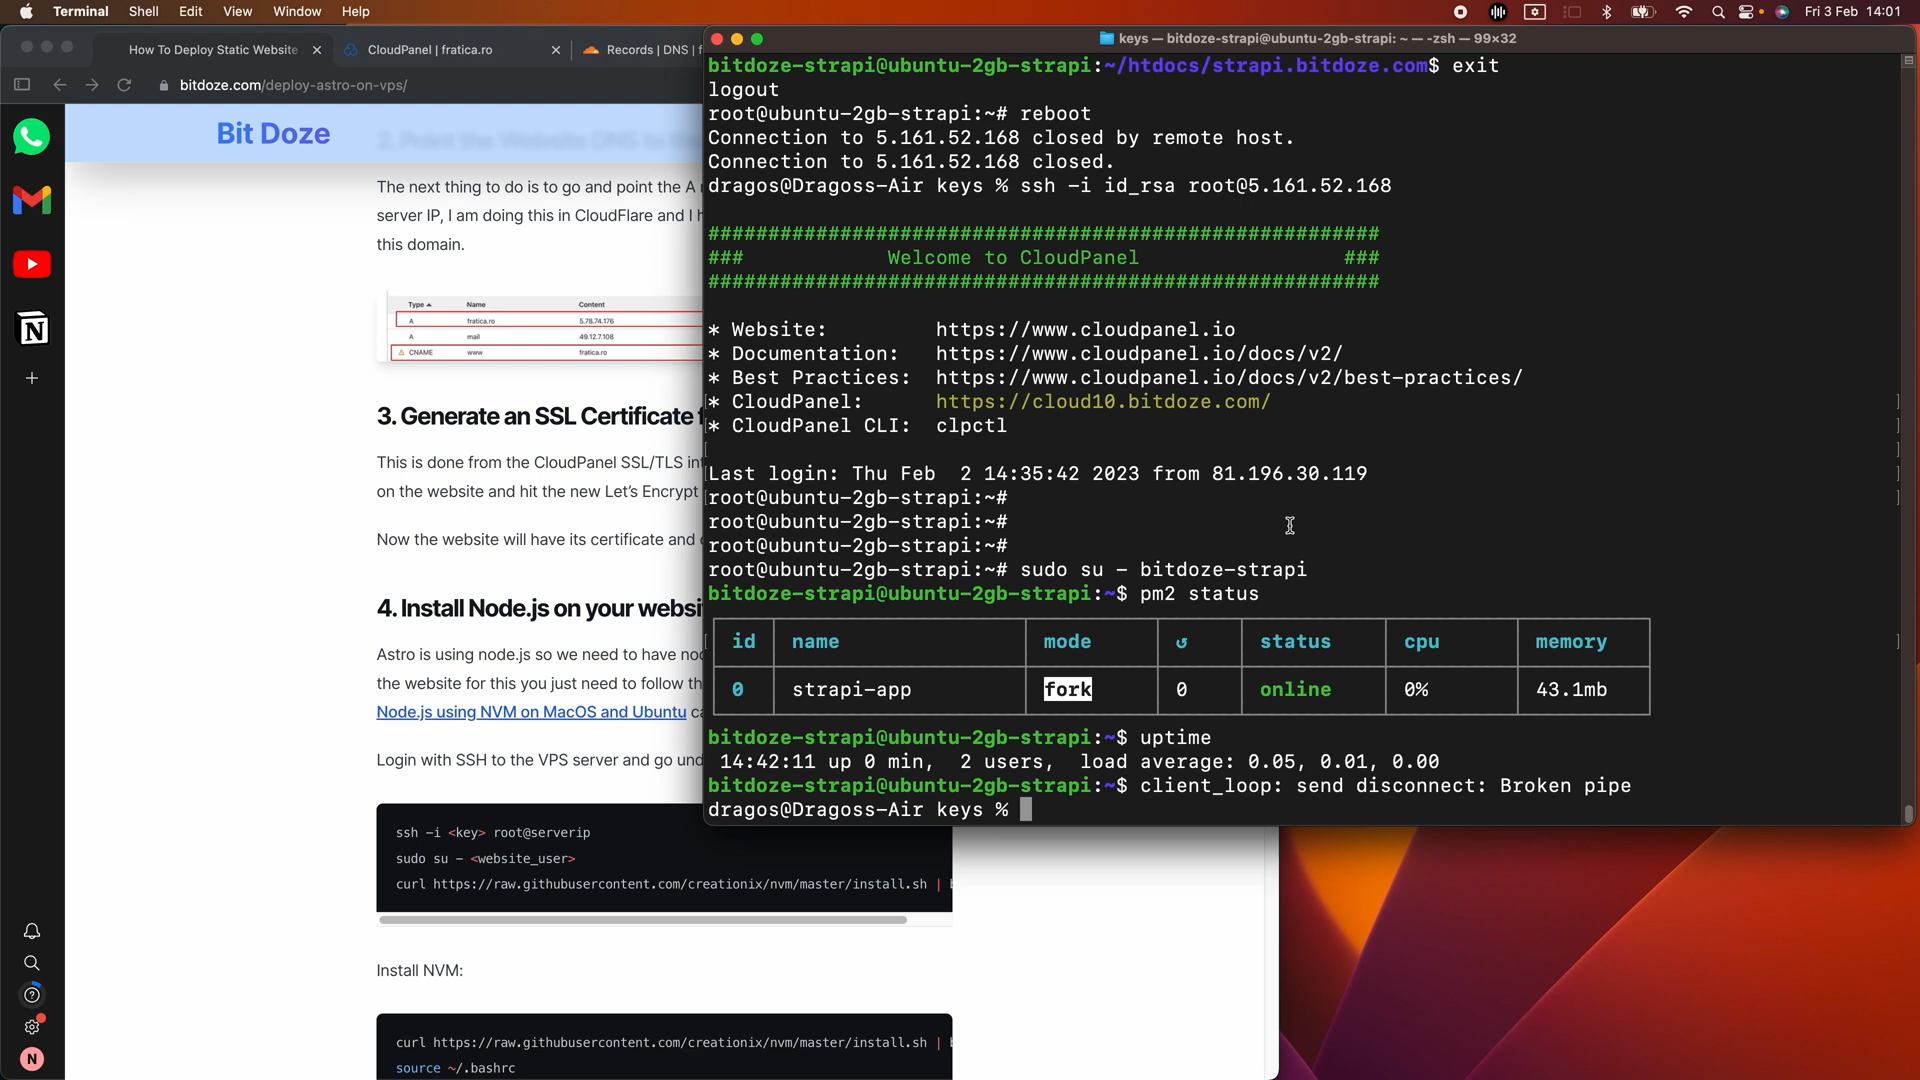 Terminal Shell Edit View Window Help
Fri 3 Feb 14:01
How To Deploy Static Website
CloudPanel | fratica.ro
Records | DNS | f
bitdoze.com/deploy-astro-on-vps/
Bit Doze
2. Point the Website DNS to the
The next thing to do is to go and point the A
server IP, I am doing this in CloudFlare and I h
this domain.
Type Name Content
A fratica.ro 5.78.74.176
A mail 49.12.7.108
CNAME www fratica.ro
3. Generate an SSL Certificate f
This is done from the CloudPanel SSL/TLS in
on the website and hit the new Let's Encrypt
Now the website will have its certificate and
4. Install Node.js on your websi
Astro is using node.js so we need to have no
the website for this you just need to follow th
Node.js using NVM on MacOS and Ubuntu ca
Login with SSH to the VPS server and go und
ssh -i <key> root@serverip
sudo su - <website_user>
curl https://raw.githubusercontent.com/creationix/nvm/master/install.sh | b
Install NVM:
curl https://raw.githubusercontent.com/creationix/nvm/master/install.sh | b
source ~/.bashrc
N
keys — bitdoze-strapi@ubuntu-2gb-strapi: ~ — -zsh — 99×32
bitdoze-strapi@ubuntu-2gb-strapi:~/htdocs/strapi.bitdoze.com$ exit
logout
root@ubuntu-2gb-strapi:~# reboot
Connection to 5.161.52.168 closed by remote host.
Connection to 5.161.52.168 closed.
dragos@Dragoss-Air keys % ssh -i id_rsa root@5.161.52.168
########################################################
### Welcome to CloudPanel ###
########################################################
* Website: https://www.cloudpanel.io
* Documentation: https://www.cloudpanel.io/docs/v2/
* Best Practices: https://www.cloudpanel.io/docs/v2/best-practices/
* CloudPanel: https://cloud10.bitdoze.com/
* CloudPanel CLI: clpctl
Last login: Thu Feb  2 14:35:42 2023 from 81.196.30.119
root@ubuntu-2gb-strapi:~#
root@ubuntu-2gb-strapi:~#
root@ubuntu-2gb-strapi:~#
root@ubuntu-2gb-strapi:~# sudo su - bitdoze-strapi
bitdoze-strapi@ubuntu-2gb-strapi:~$ pm2 status
id name mode ↺ status cpu memory
0 strapi-app fork 0 online 0% 43.1mb
bitdoze-strapi@ubuntu-2gb-strapi:~$ uptime
14:42:11 up 0 min,  2 users,  load average: 0.05, 0.01, 0.00
bitdoze-strapi@ubuntu-2gb-strapi:~$ client_loop: send disconnect: Broken pipe
dragos@Dragoss-Air keys %